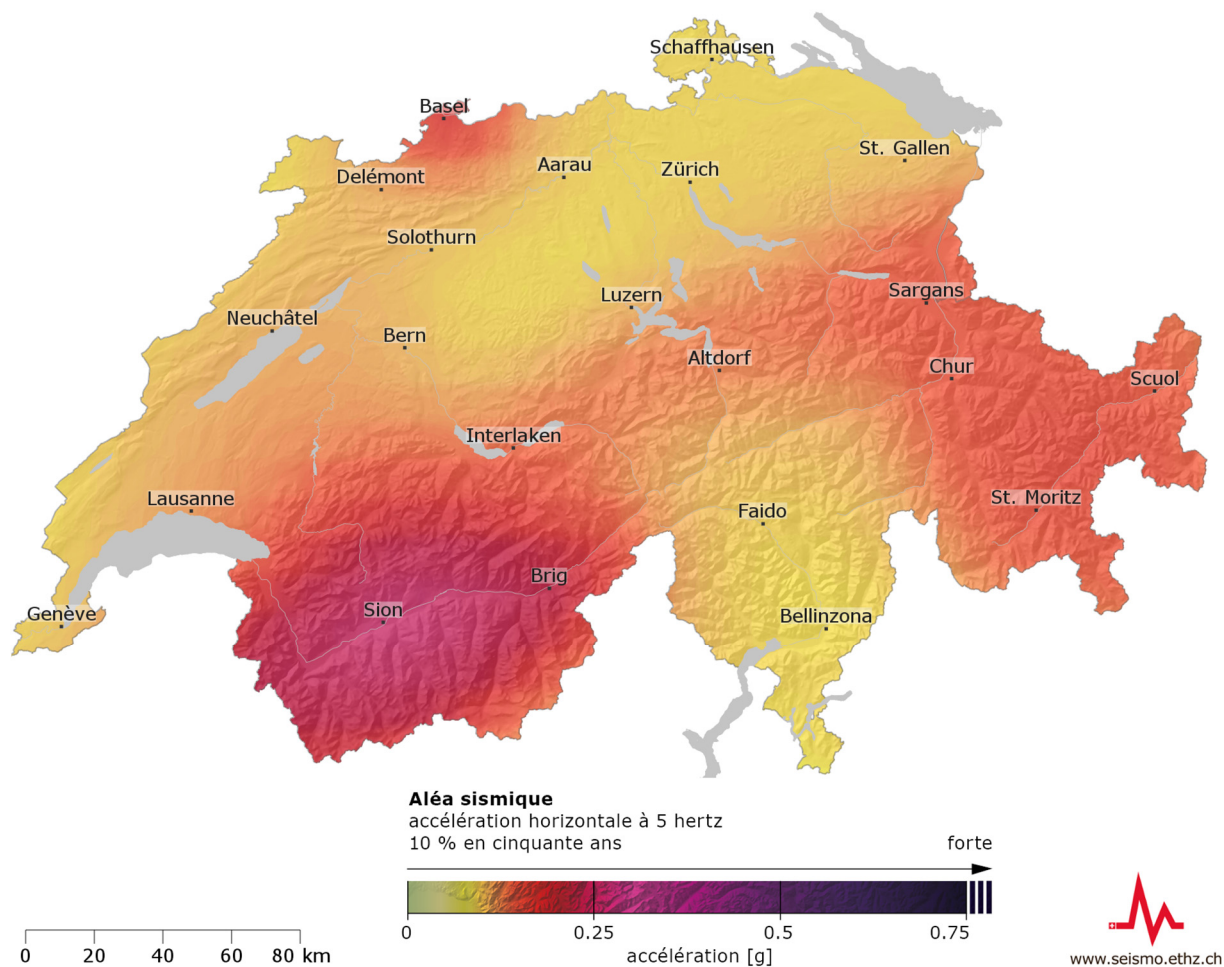 Schaffhausen
Basel
St. Gallen
Aarau
Zürich
Delémont
Solothurn
Sargans
Luzern
Neuchâtel
Bern
Altdorf
Chur
Scuol
Interlaken
Lausanne
St. Moritz
Faido
Brig
Sion
Genève
Bellinzona
Aléa sismique
accélération horizontale à 5 hertz
10 % en cinquante ans
forte
0 0.25 0.5 0.75
accélération [g]
0 20 40 60 80 km
www.seismo.ethz.ch